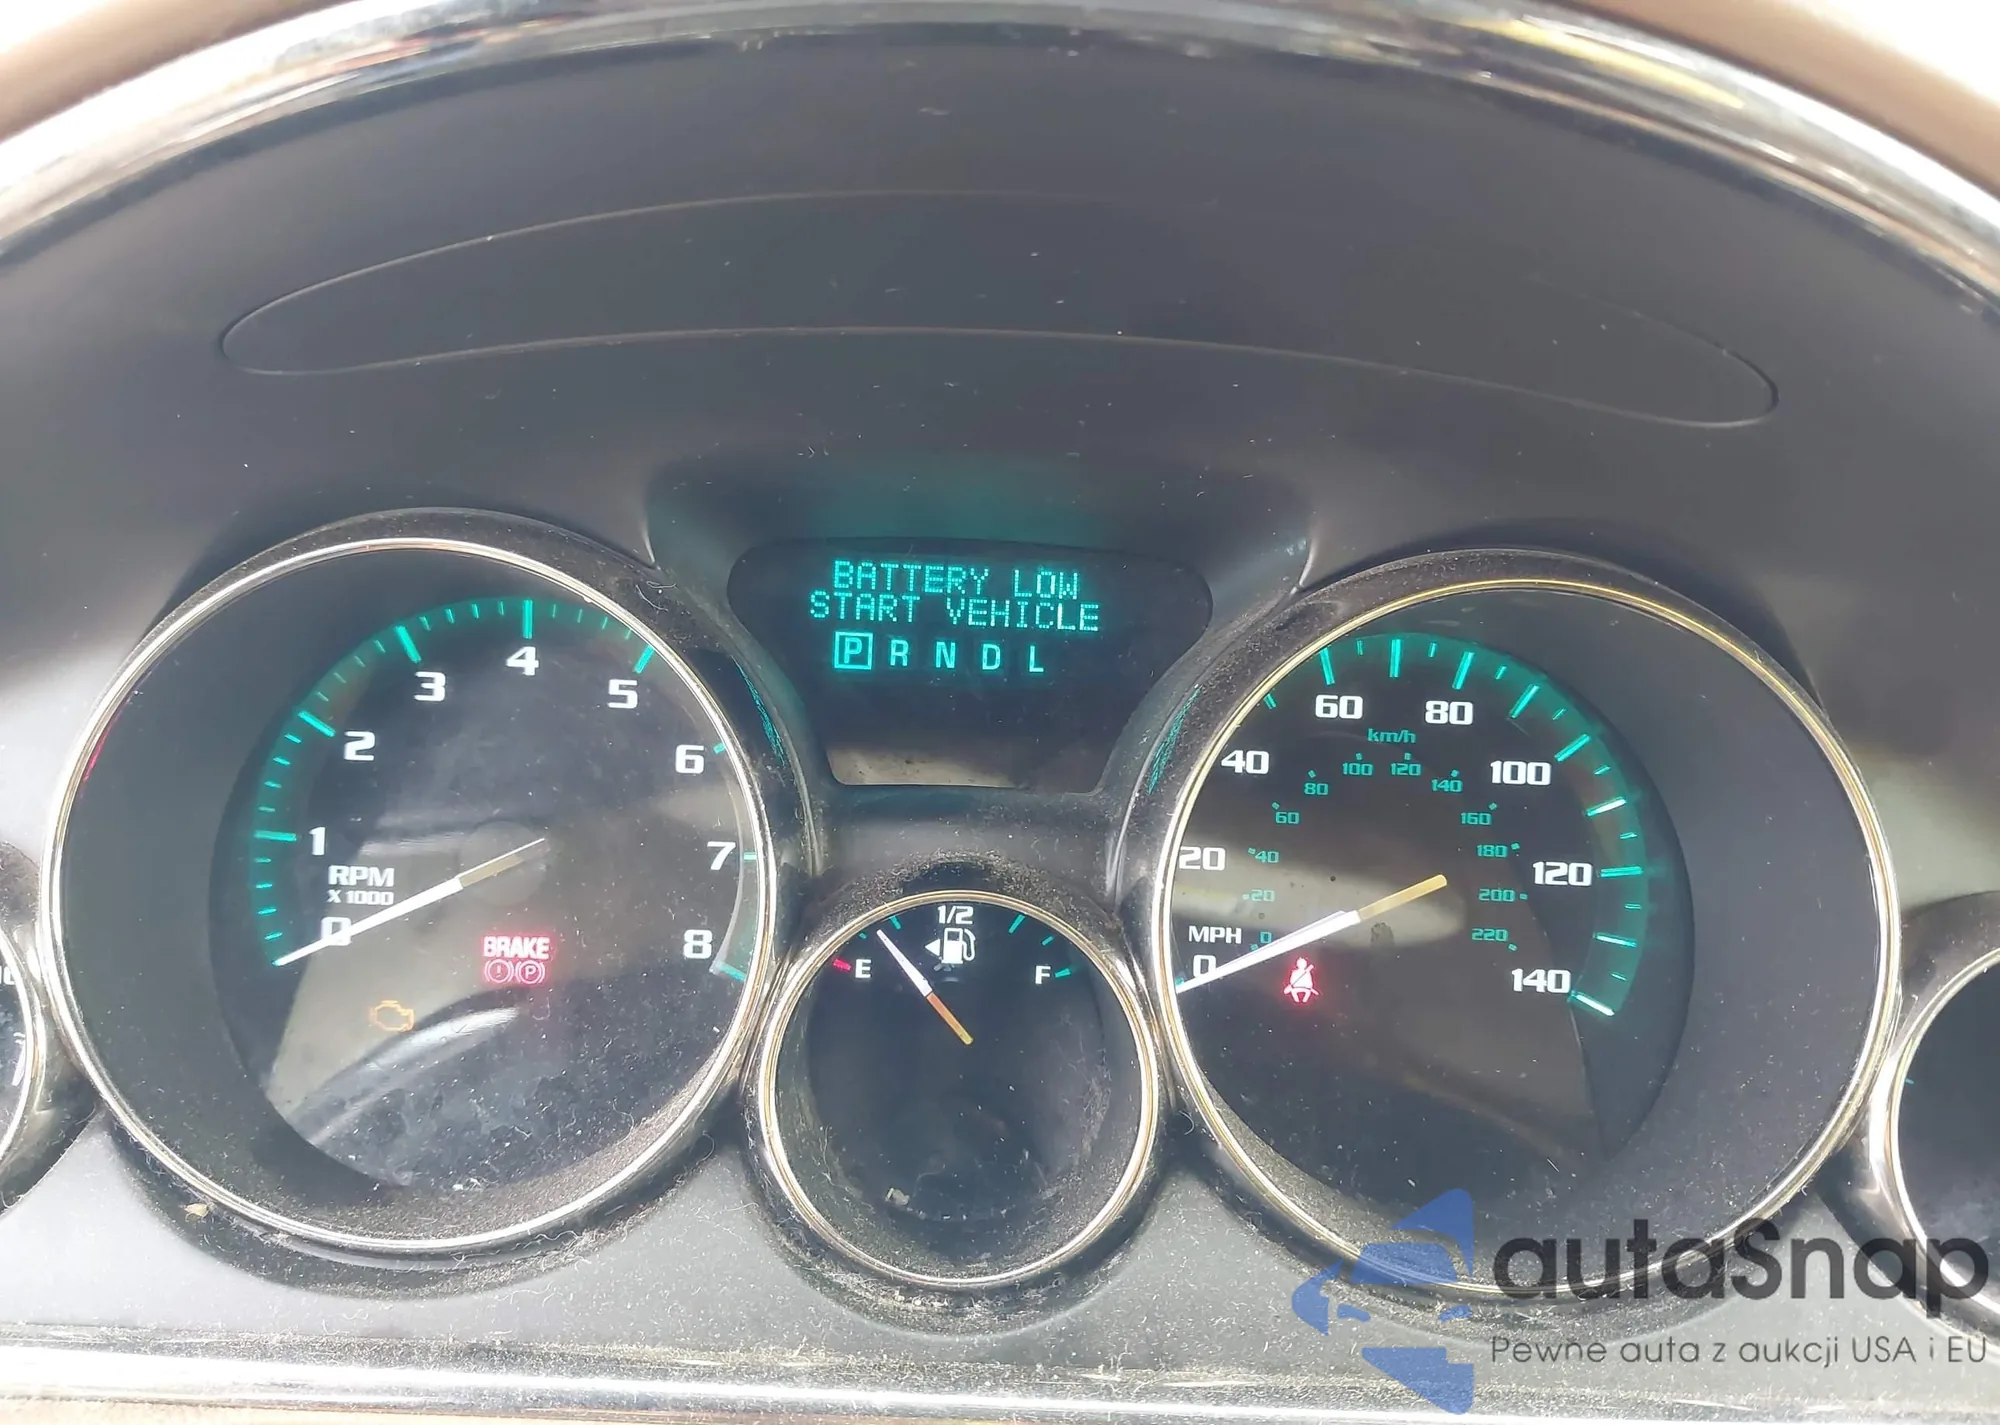 BATTERY LOW
START VEHICLE
P R N D L
0
1
2
3
4
5
6
7
8
RPM
X 1000
BRAKE
(!) (P)
1/2
E
F
0
20
40
60
80
100
120
140
MPH
km/h
0
20
40
60
80
100
120
140
160
180
200
220
autaSnap
Pewne auta z aukcji USA i EU